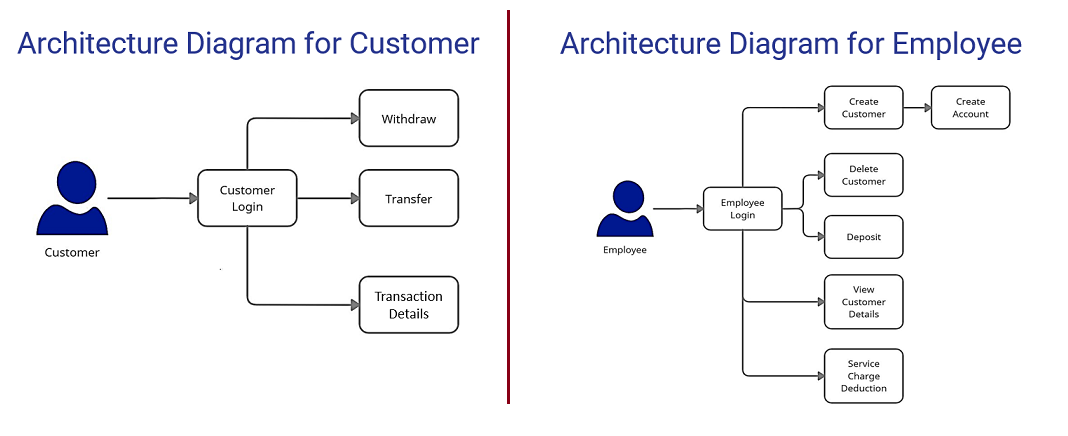 Architecture Diagram for Customer
Withdraw
Customer
Login
Transfer
Customer
Transaction
Details
Architecture Diagram for Employee
Create
Customer
Create
Account
Delete
Customer
Employee
Login
Deposit
Employee
View
Customer
Details
Service
Charge
Deduction